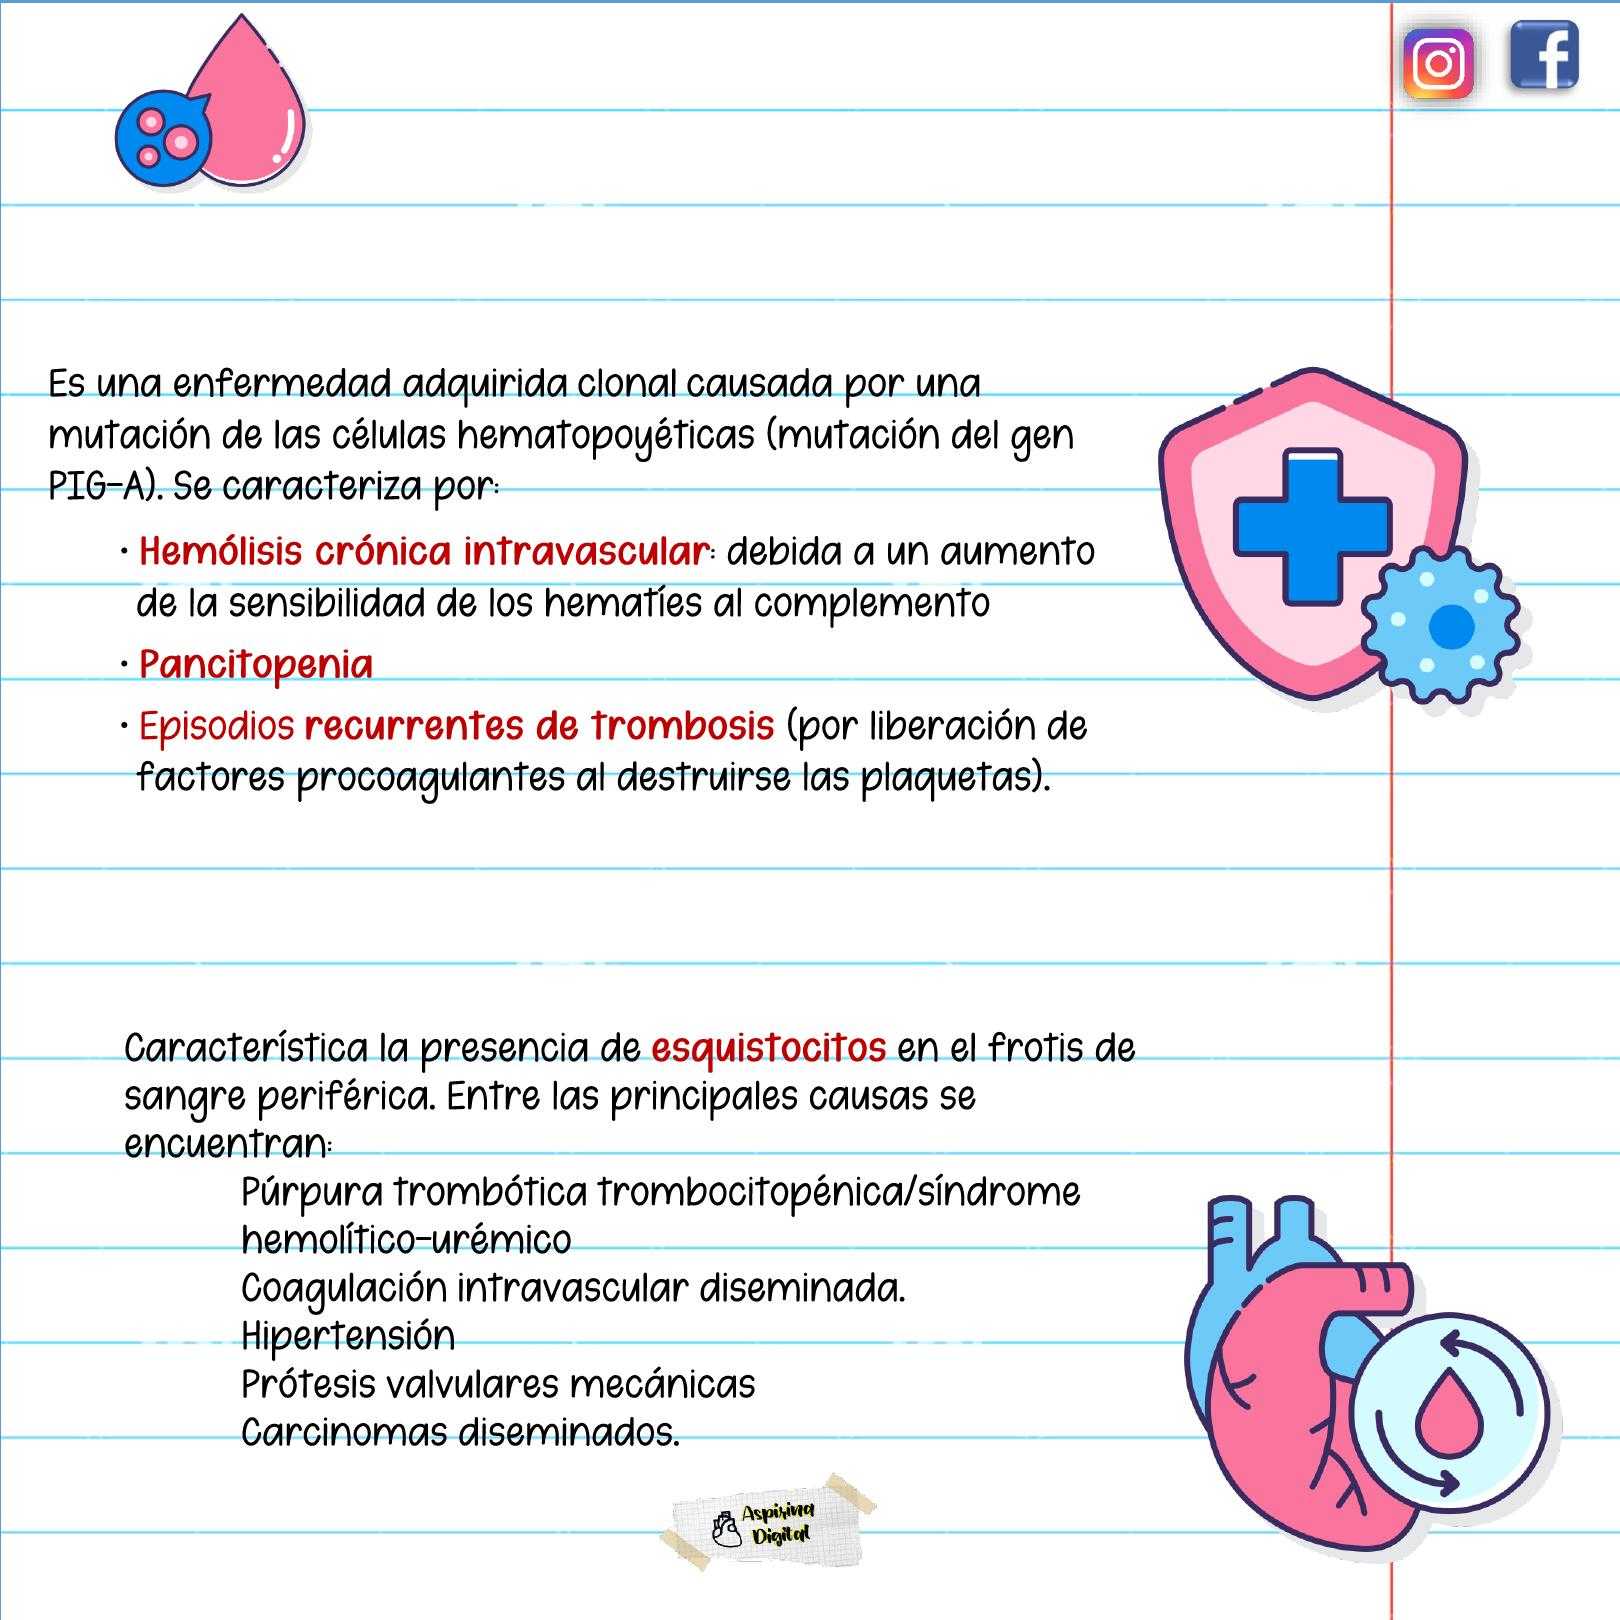 Es una enfermedad adquirida clonal causada por una
mutación de las células hematopoyéticas (mutación del gen
PIG-A). Se caracteriza por:
· Hemólisis crónica intravascular: debida a un aumento
de la sensibilidad de los hematíes al complemento
· Pancitopenia
· Episodios recurrentes de trombosis (por liberación de
factores procoagulantes al destruirse las plaquetas).
Característica la presencia de esquistocitos en el frotis de
sangre periférica. Entre las principales causas se
encuentran:
Púrpura trombótica trombocitopénica/síndrome
hemolítico-urémico
Coagulación intravascular diseminada.
Hipertensión
Prótesis valvulares mecánicas
Carcinomas diseminados.
Aspirina
Digital